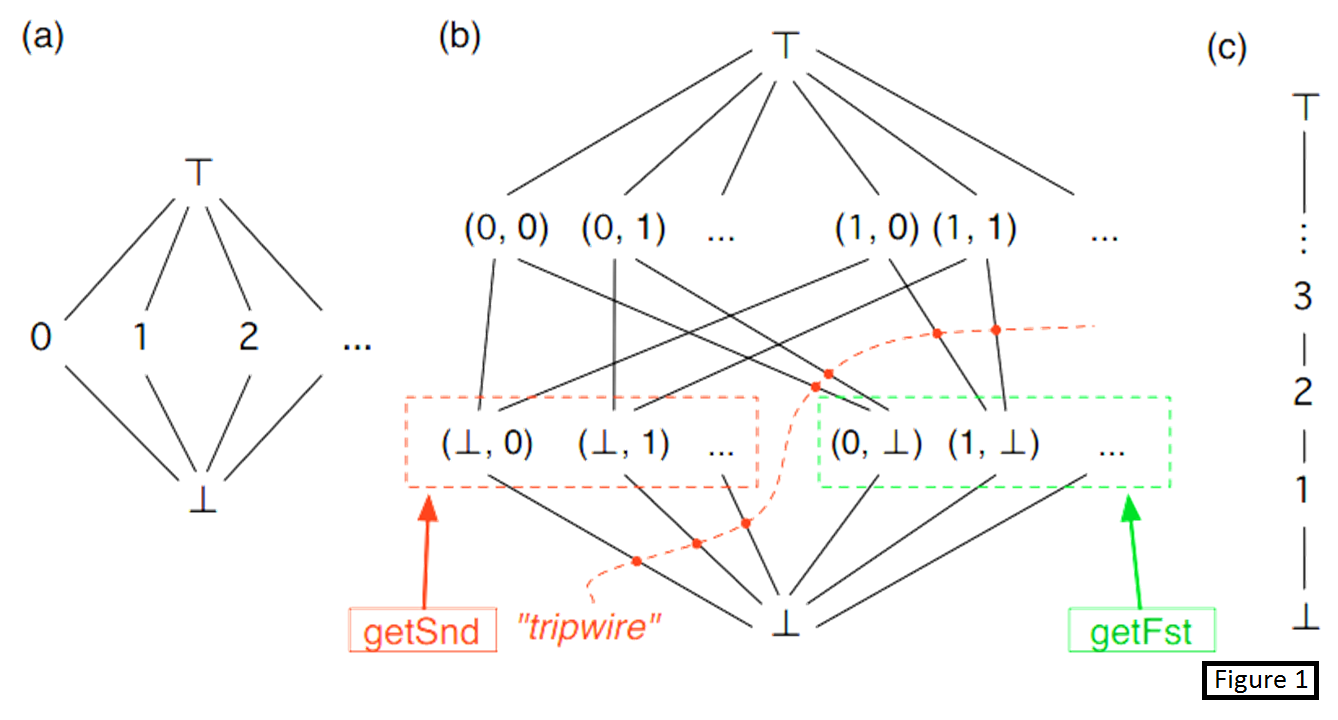 (a)
⊤
0 1 2 ...
⊥
(b)
⊤
(0, 0) (0, 1) ... (1, 0) (1, 1) ...
(⊥, 0) (⊥, 1) ... (0, ⊥) (1, ⊥) ...
⊥
getSnd "tripwire" getFst
(c)
⊤
⋮
3
2
1
⊥
Figure 1